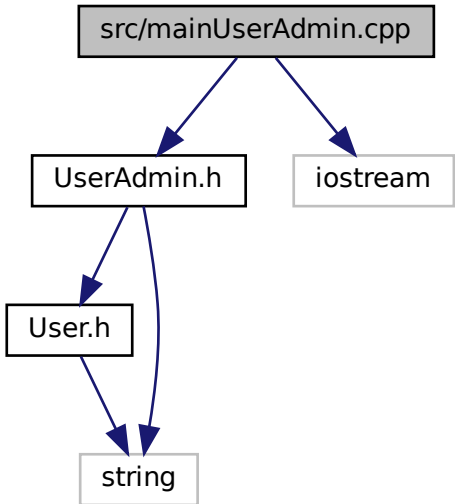 src/mainUserAdmin.cpp
UserAdmin.h
iostream
User.h
string